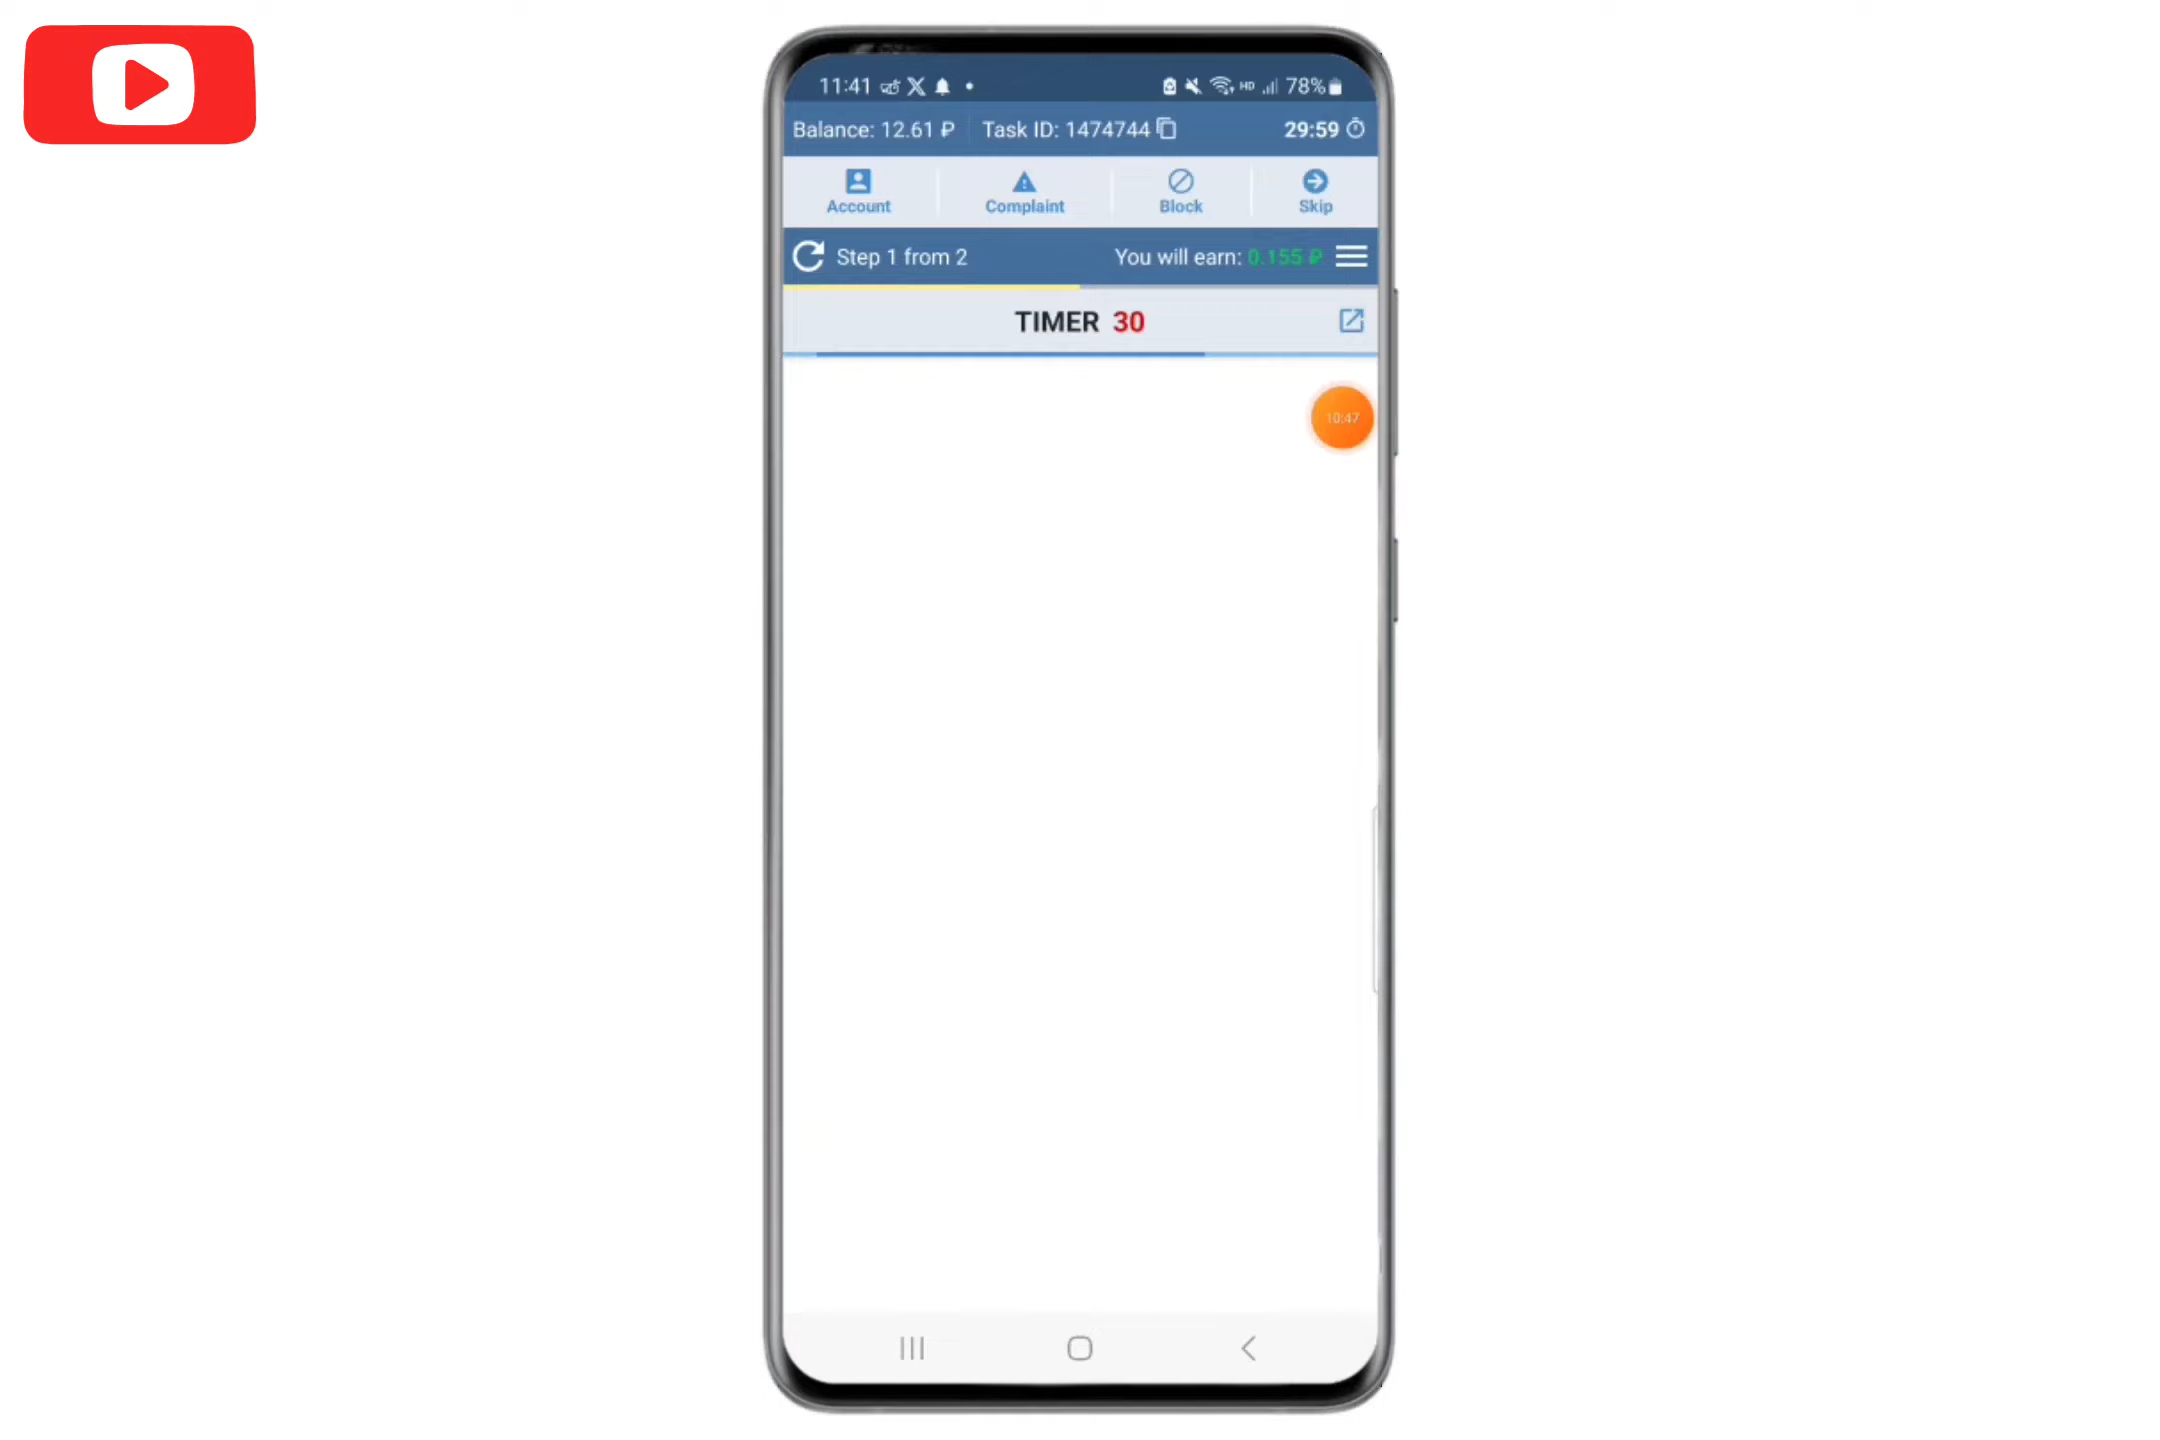 11:41 HD 78%
Balance: 12.61 ₽ Task ID: 1474744 29:59
Account Complaint Block Skip
Step 1 from 2 You will earn: 0.155 ₽
TIMER 30
10:47